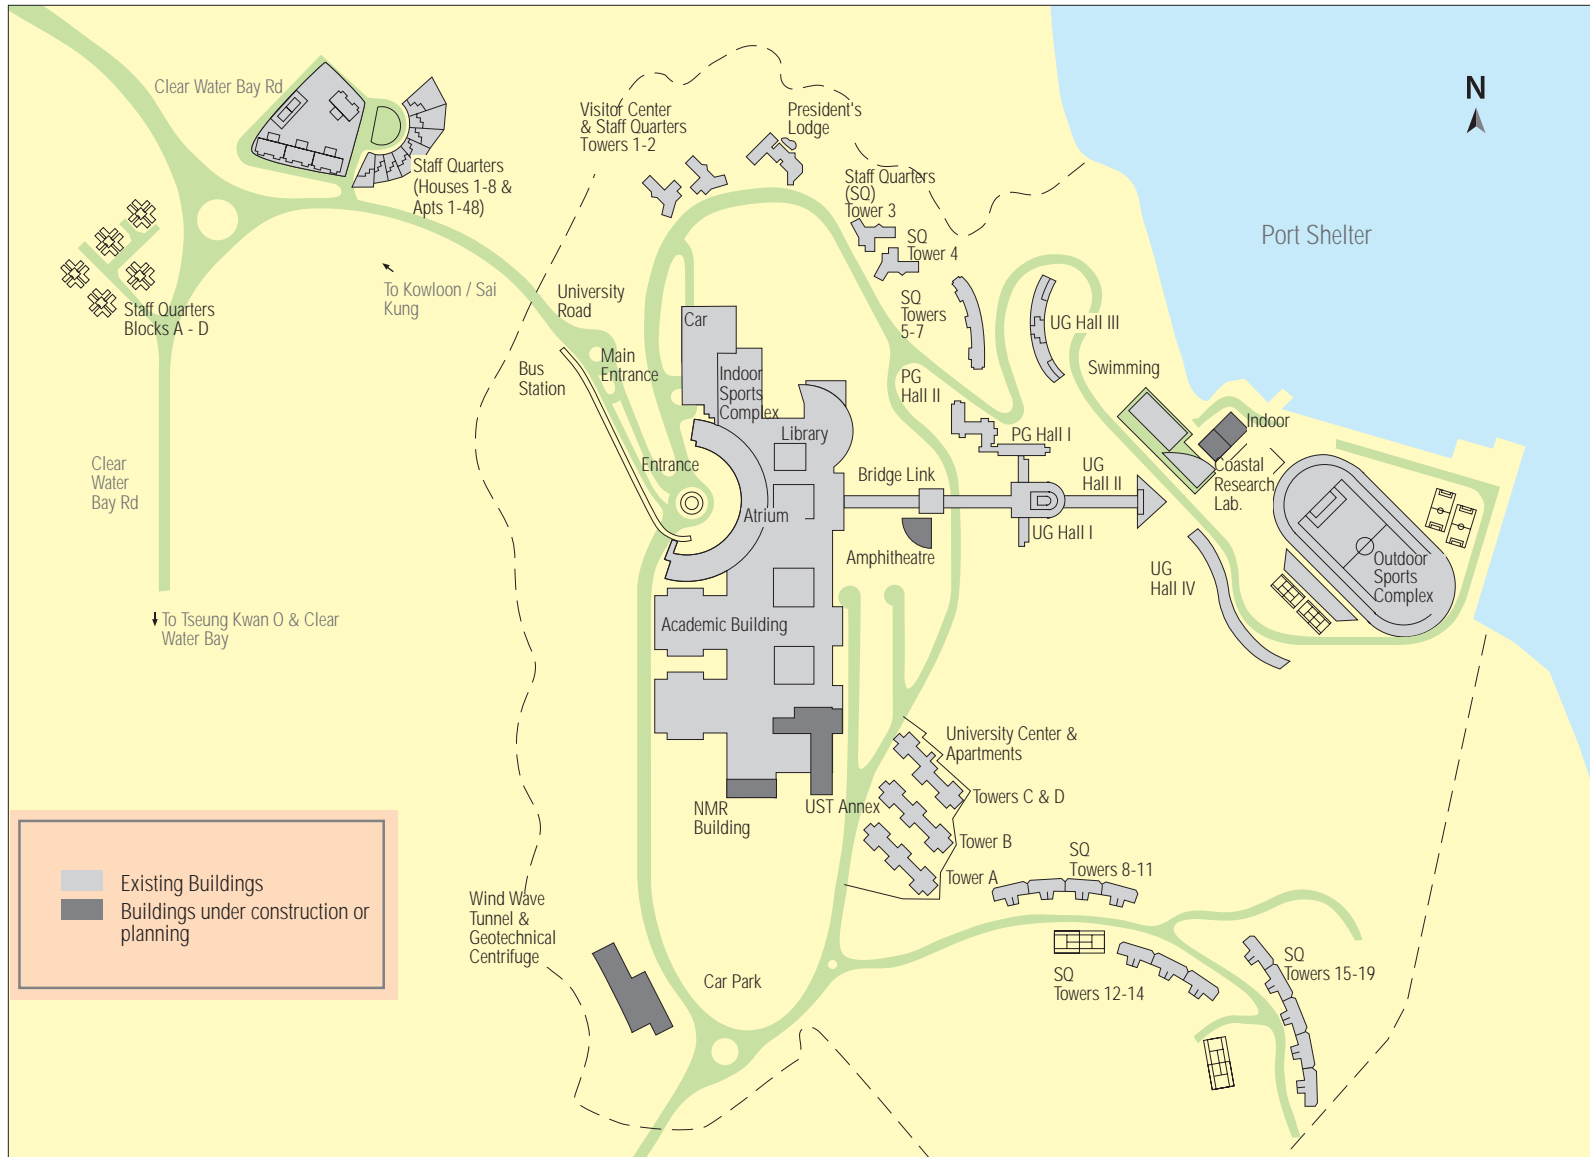 Clear Water Bay Rd
Staff Quarters
(Houses 1-8 &
Apts 1-48)
Visitor Center
& Staff Quarters
Towers 1-2
President's
Lodge
N
Staff Quarters
(SQ)
Tower 3
SQ
Tower 4
Port Shelter
To Kowloon / Sai
Kung
University
Road
Staff Quarters
Blocks A - D
SQ
Towers
5-7
UG Hall III
Car
Main
Entrance
Bus
Station
Indoor
Sports
Complex
PG
Hall II
Swimming
Indoor
Library
PG Hall I
Clear
Water
Bay Rd
Entrance
Bridge Link
UG
Hall II
Coastal
Research
Lab.
Atrium
UG Hall I
Amphitheatre
UG
Hall IV
Outdoor
Sports
Complex
To Tseung Kwan O & Clear
Water Bay
Academic Building
University Center &
Apartments
Towers C & D
NMR
Building
UST Annex
Tower B
Tower A
SQ
Towers 8-11
Existing Buildings
Buildings under construction or
planning
Wind Wave
Tunnel &
Geotechnical
Centrifuge
Car Park
SQ
Towers 12-14
SQ
Towers 15-19